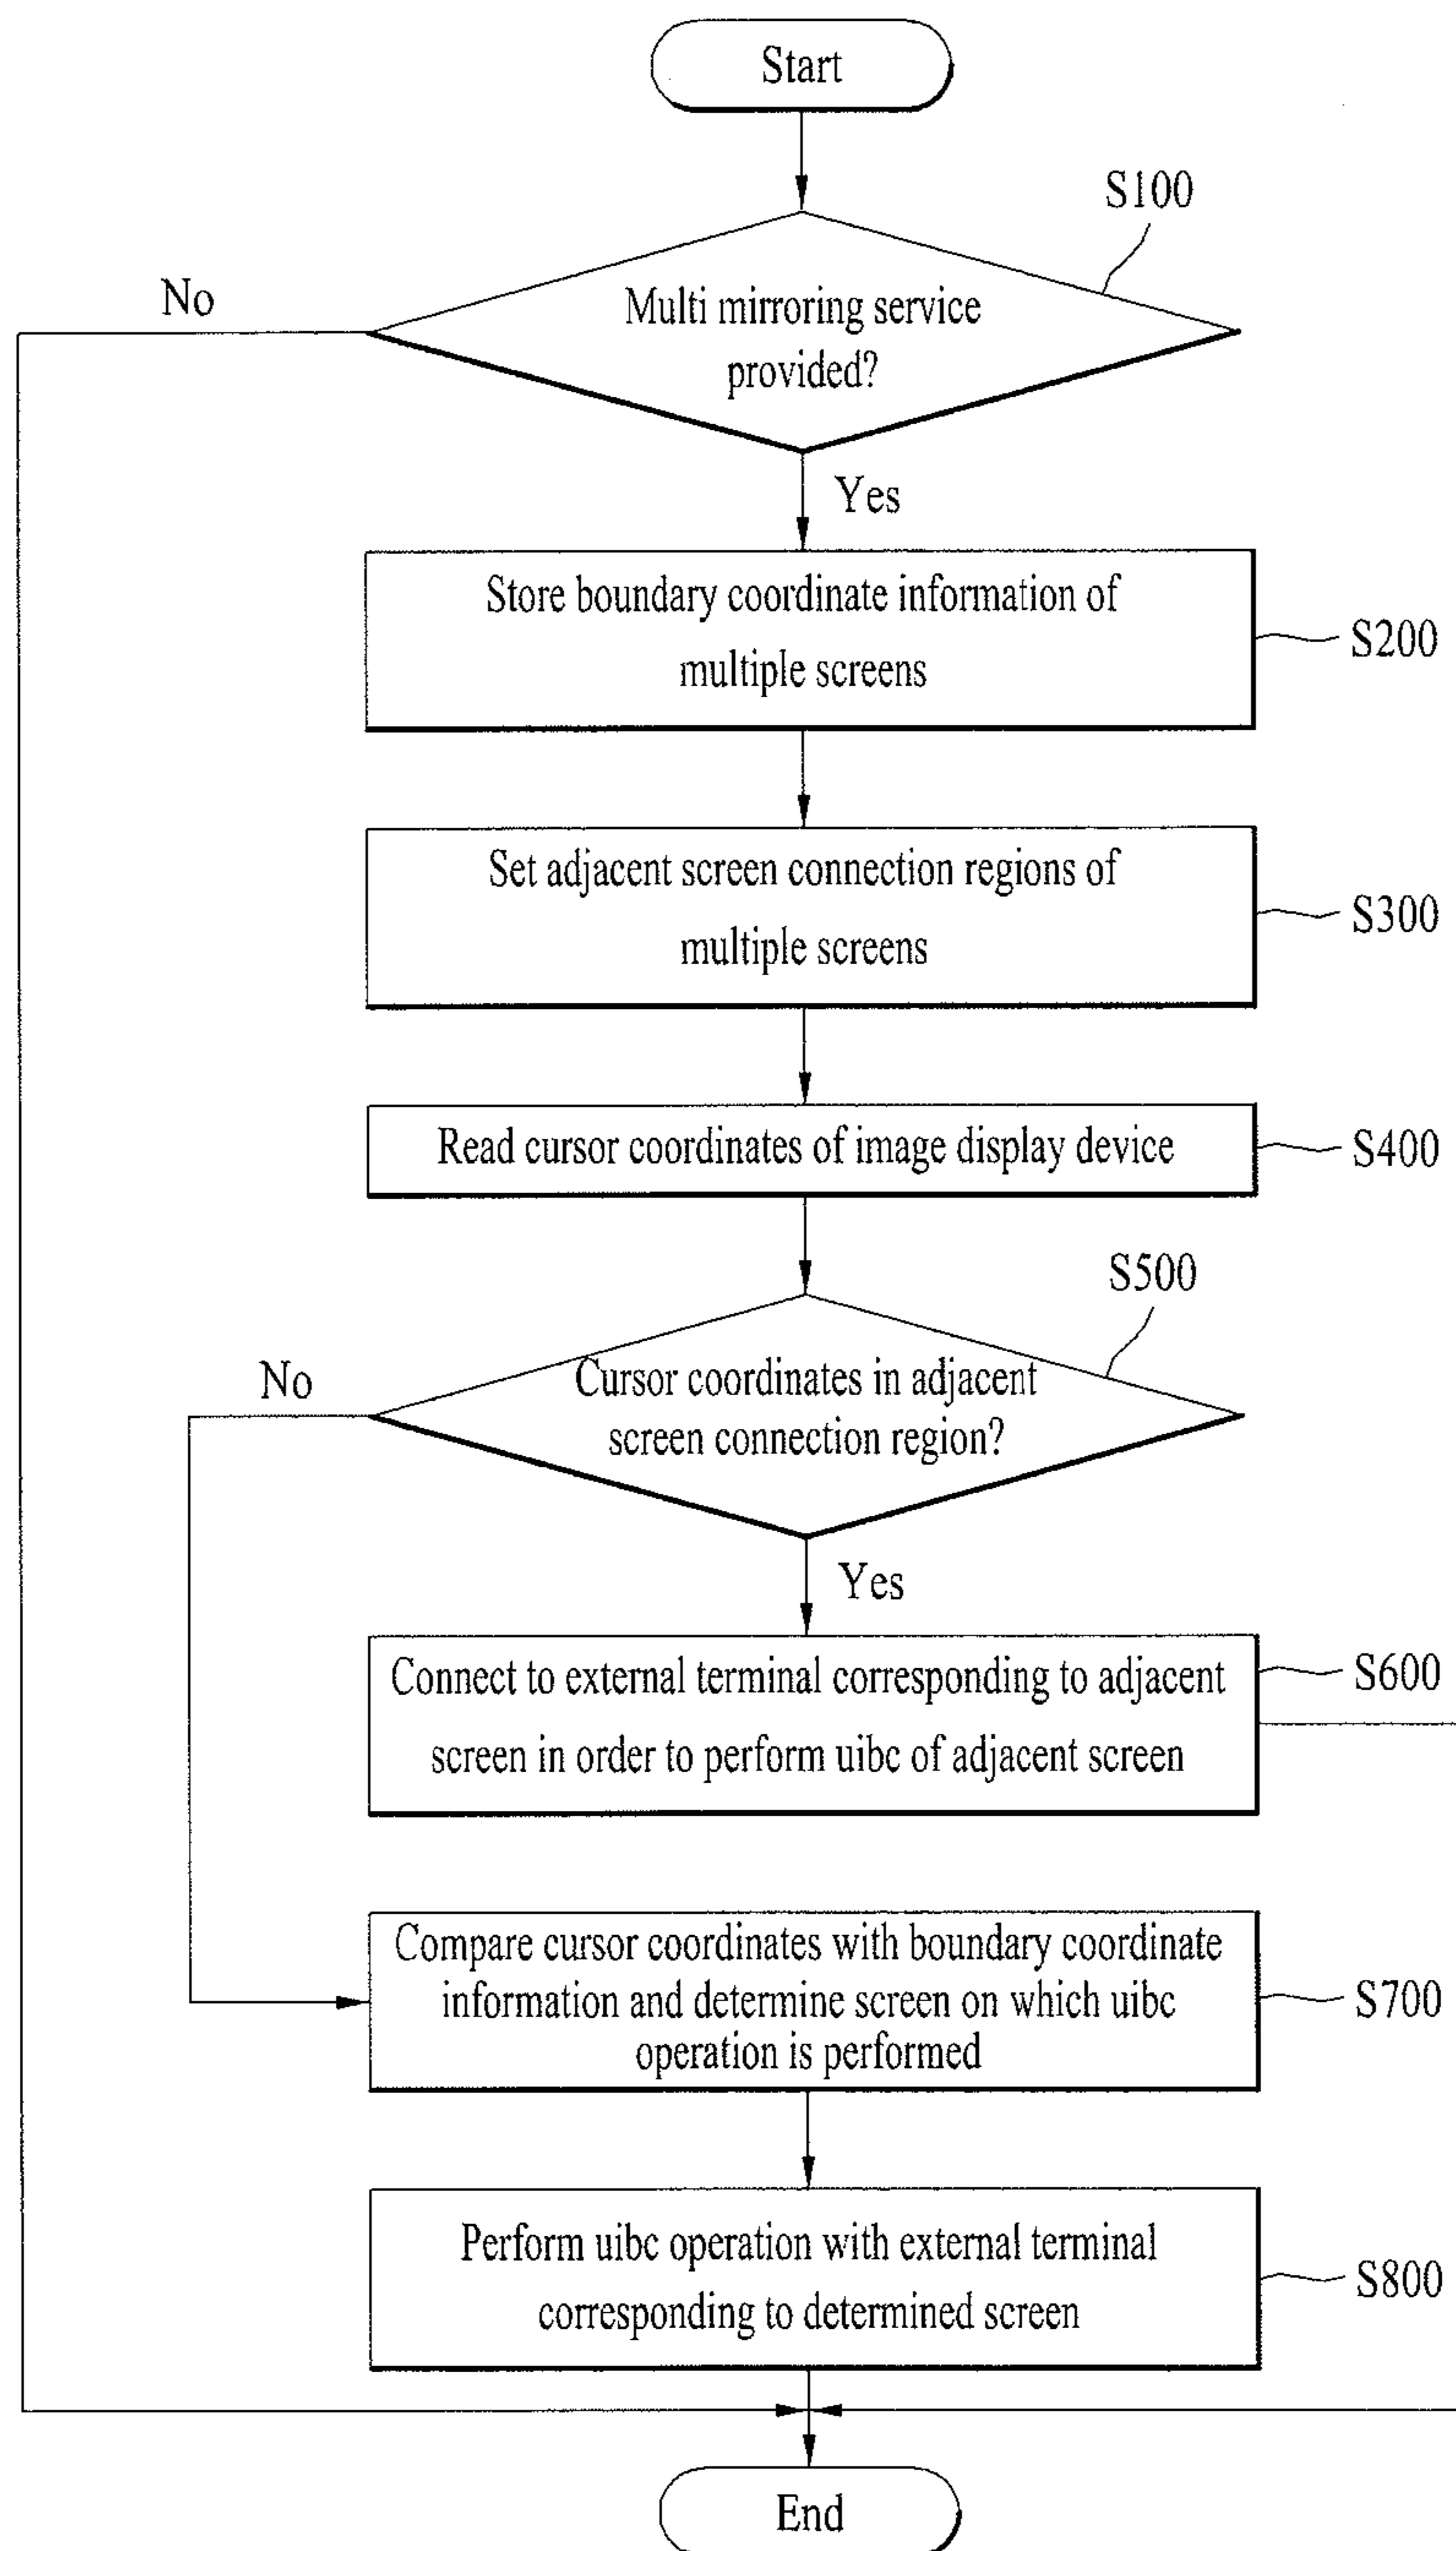 Start
S100
No
Multi mirroring service
provided?
Yes
Store boundary coordinate information of
multiple screens
S200
Set adjacent screen connection regions of
multiple screens
S300
Read cursor coordinates of image display device
S400
S500
No
Cursor coordinates in adjacent
screen connection region?
Yes
Connect to external terminal corresponding to adjacent
screen in order to perform uibc of adjacent screen
S600
Compare cursor coordinates with boundary coordinate
information and determine screen on which uibc
operation is performed
S700
Perform uibc operation with external terminal
corresponding to determined screen
S800
End